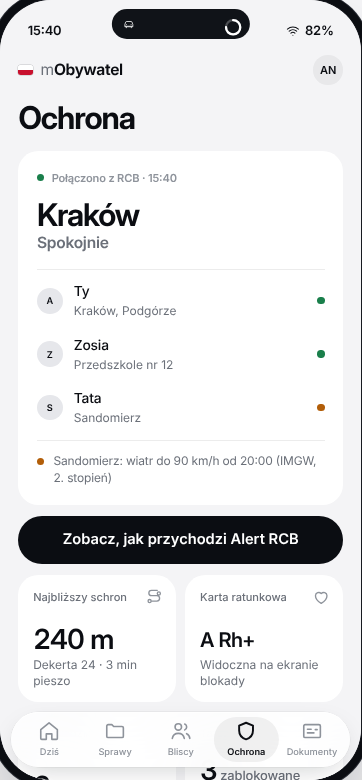 15:40
82%
mObywatel
AN
Ochrona
Połączono z RCB · 15:40
Kraków
Spokojnie
A
Ty
Kraków, Podgórze
Z
Zosia
Przedszkole nr 12
S
Tata
Sandomierz
Sandomierz: wiatr do 90 km/h od 20:00 (IMGW,
2. stopień)
Zobacz, jak przychodzi Alert RCB
Najbliższy schron
240 m
Dekerta 24 · 3 min
pieszo
Karta ratunkowa
A Rh+
Widoczna na ekranie
blokady
3 zablokowane
Dziś
Sprawy
Bliscy
Ochrona
Dokumenty